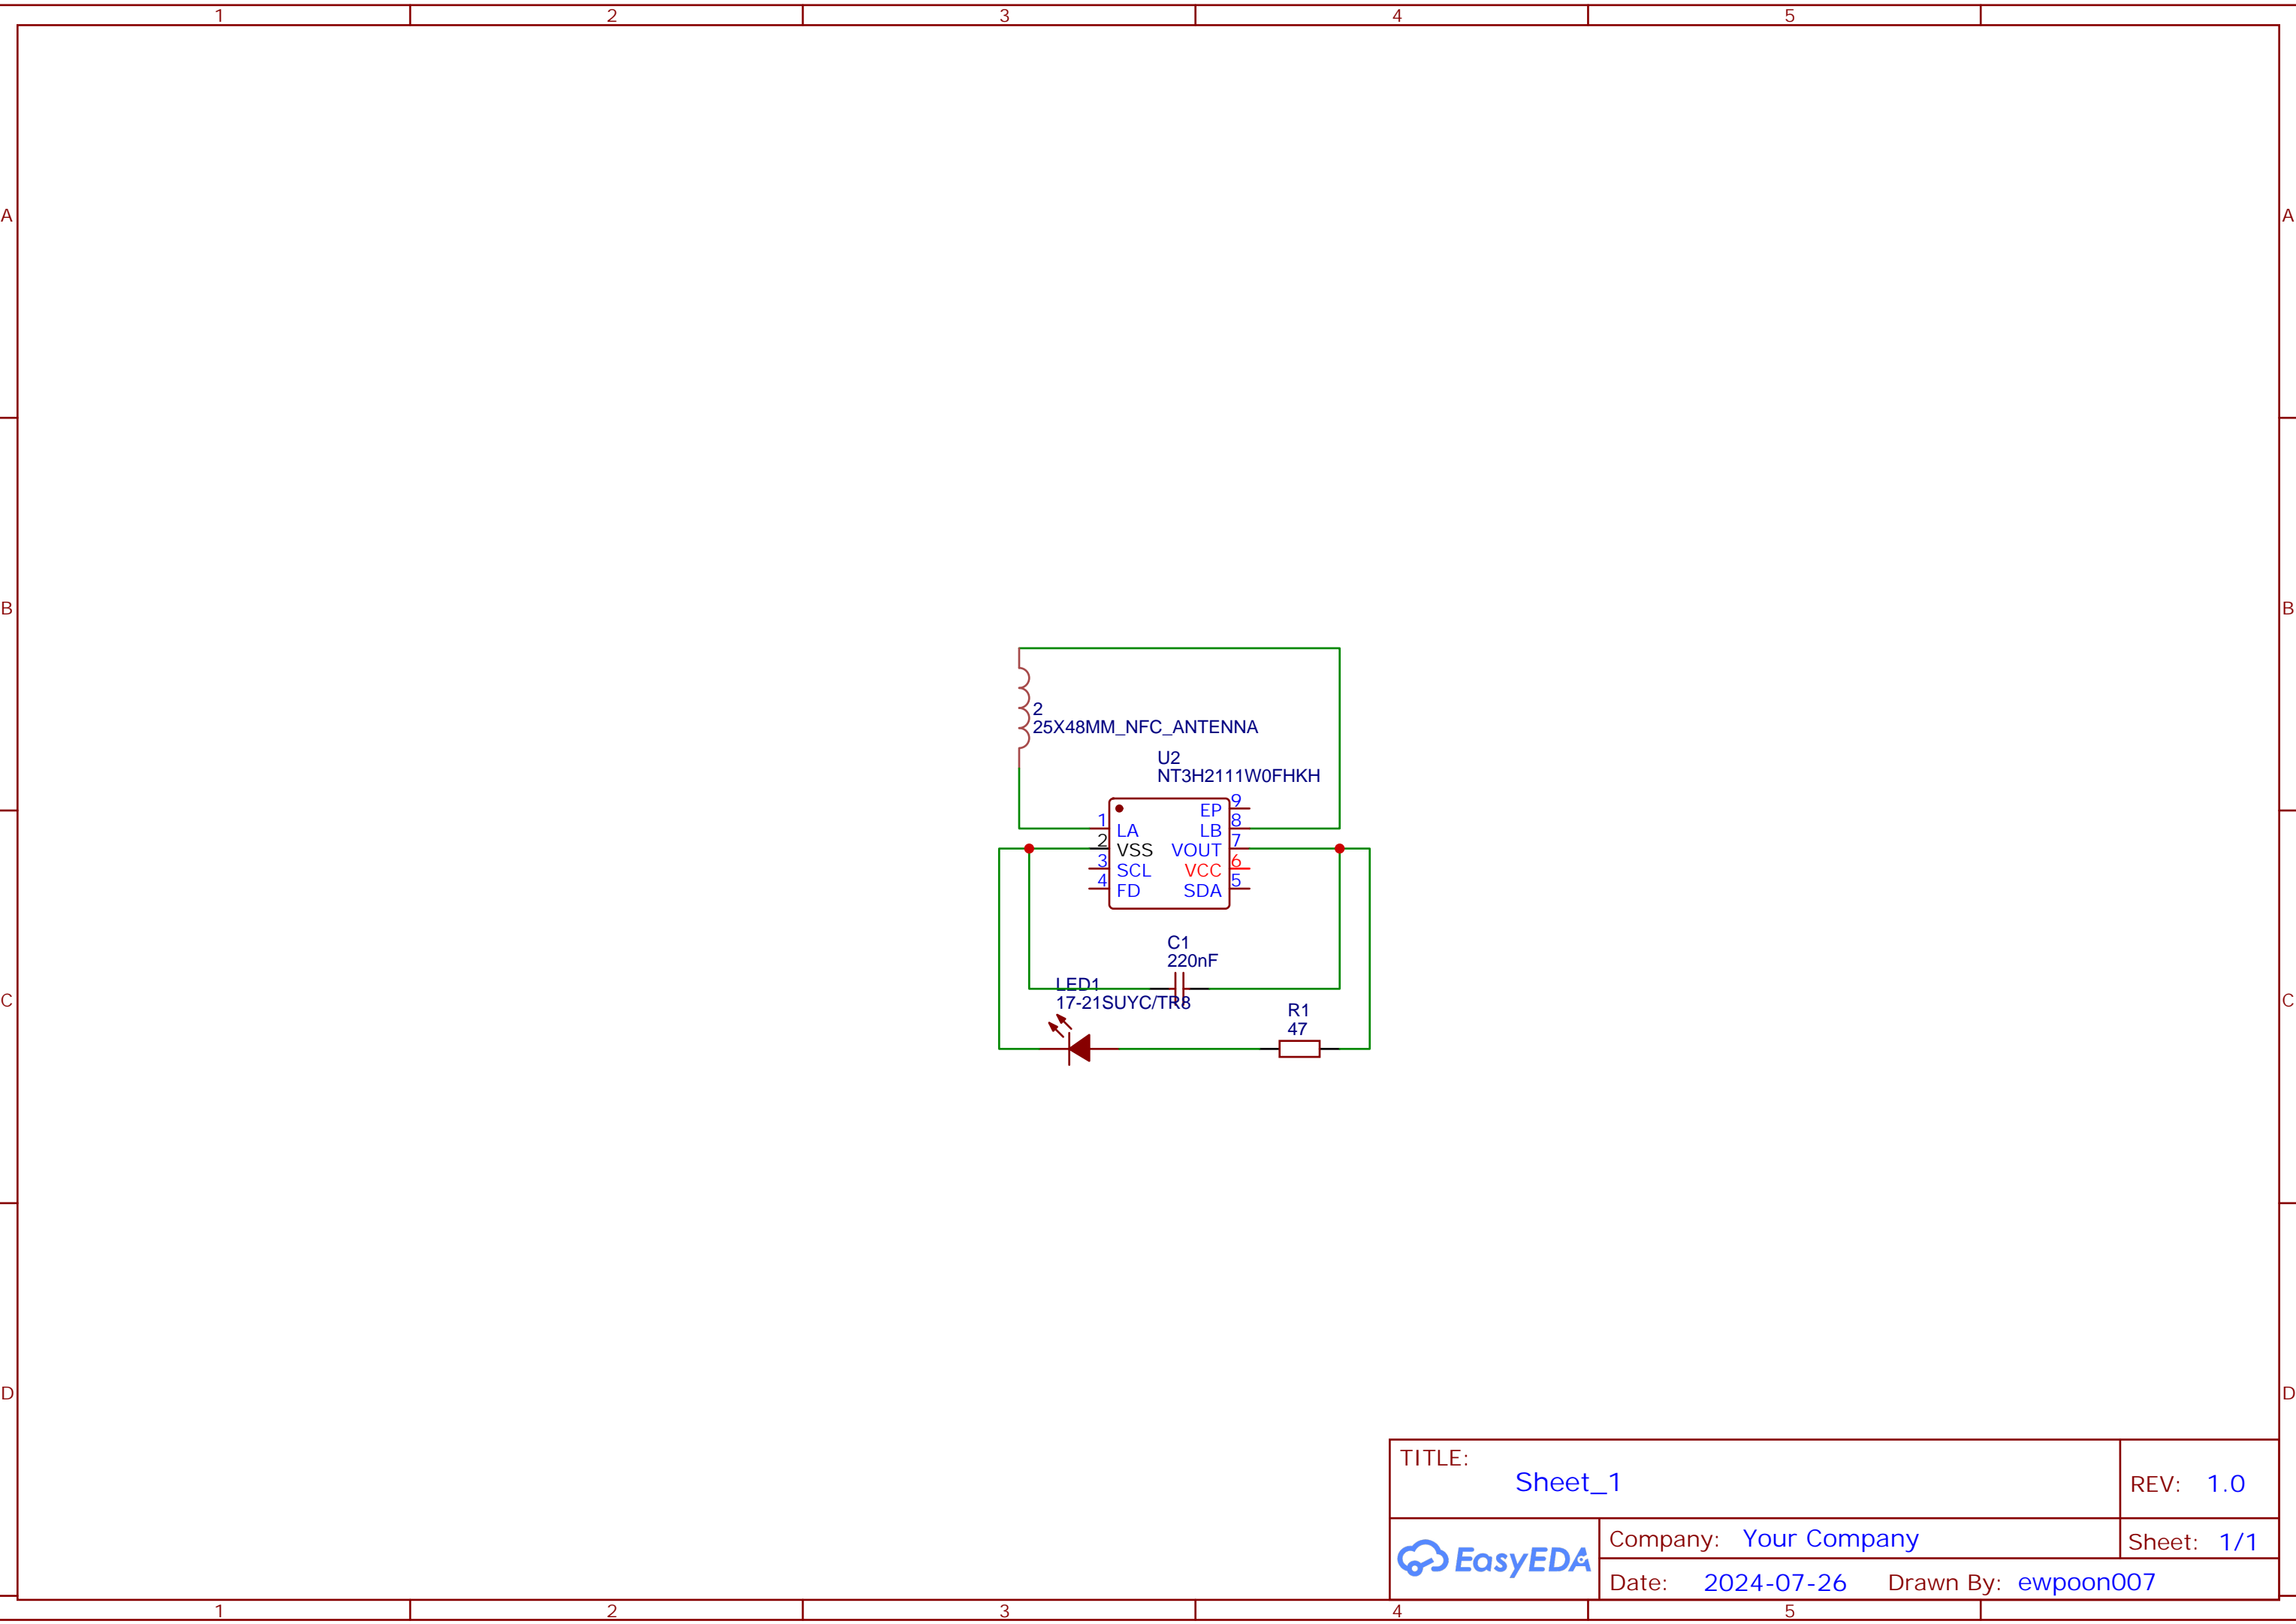 1 2 3 4 5
A A
B B
2
25X48MM_NFC_ANTENNA
U2
NT3H2111W0FHKH
EP 9
1 LA LB 8
2 VSS VOUT 7
3 SCL VCC 6
4 FD SDA 5
C1
220nF
LED1
17-21SUYC/TR8
R1
47
C C
D D
TITLE:
Sheet_1
REV: 1.0
EasyEDA
Company: Your Company
Sheet: 1/1
Date: 2024-07-26 Drawn By: ewpoon007
1 2 3 4 5